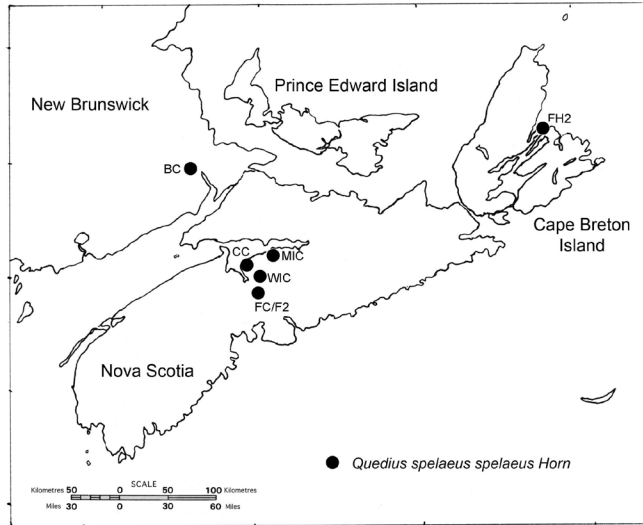 Prince Edward Island
New Brunswick
FH2
BC
Cape Breton
Island
CC
MIC
WIC
FC/F2
Nova Scotia
Quedius spelaeus spelaeus Horn
SCALE
Kilometres 50 0 50 100 Kilometres
Miles 30 0 30 60 Miles